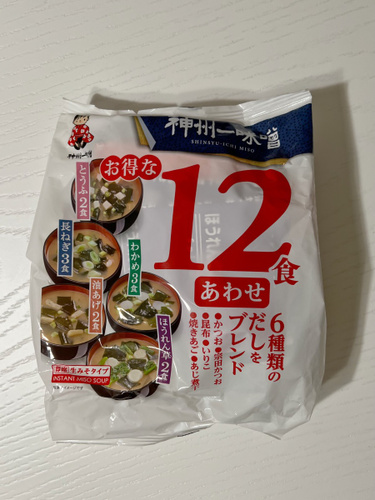 神州一味噌
SHINSYU-ICHI MISO
神州一味噌
お得な
12食
あわせ
とうふ2食
長ねぎ3食
わかめ3食
油あげ2食
ほうれん草2食
6種類の
だしを
ブレンド
●かつお●宗田かつお
●昆布●いりこ
●焼きあご●あじ煮干
即席 生みそタイプ
INSTANT MISO SOUP